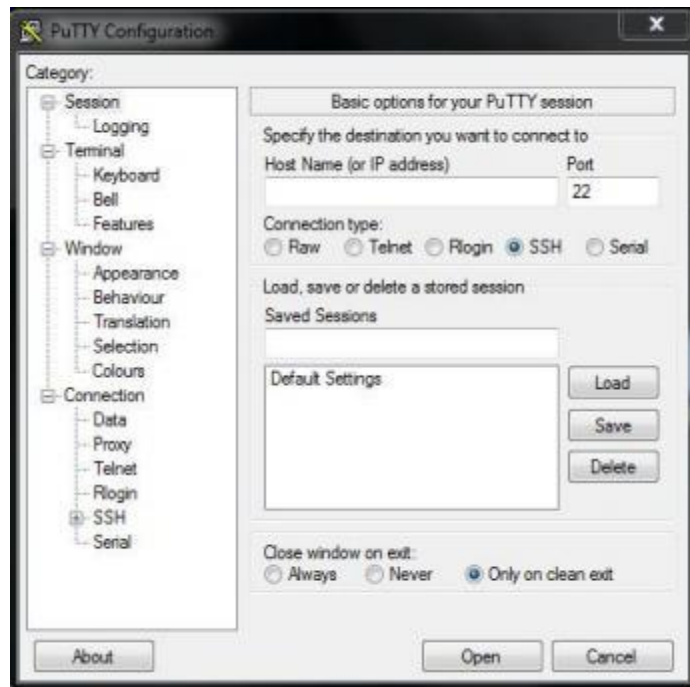 PuTTY Configuration
Category:
Session
Logging
Terminal
Keyboard
Bell
Features
Window
Appearance
Behaviour
Translation
Selection
Colours
Connection
Data
Proxy
Telnet
Rlogin
SSH
Serial
Basic options for your PuTTY session
Specify the destination you want to connect to
Host Name (or IP address) Port
22
Connection type:
Raw Telnet Rlogin SSH Serial
Load, save or delete a stored session
Saved Sessions
Default Settings
Load
Save
Delete
Close window on exit:
Always Never Only on clean exit
About Open Cancel